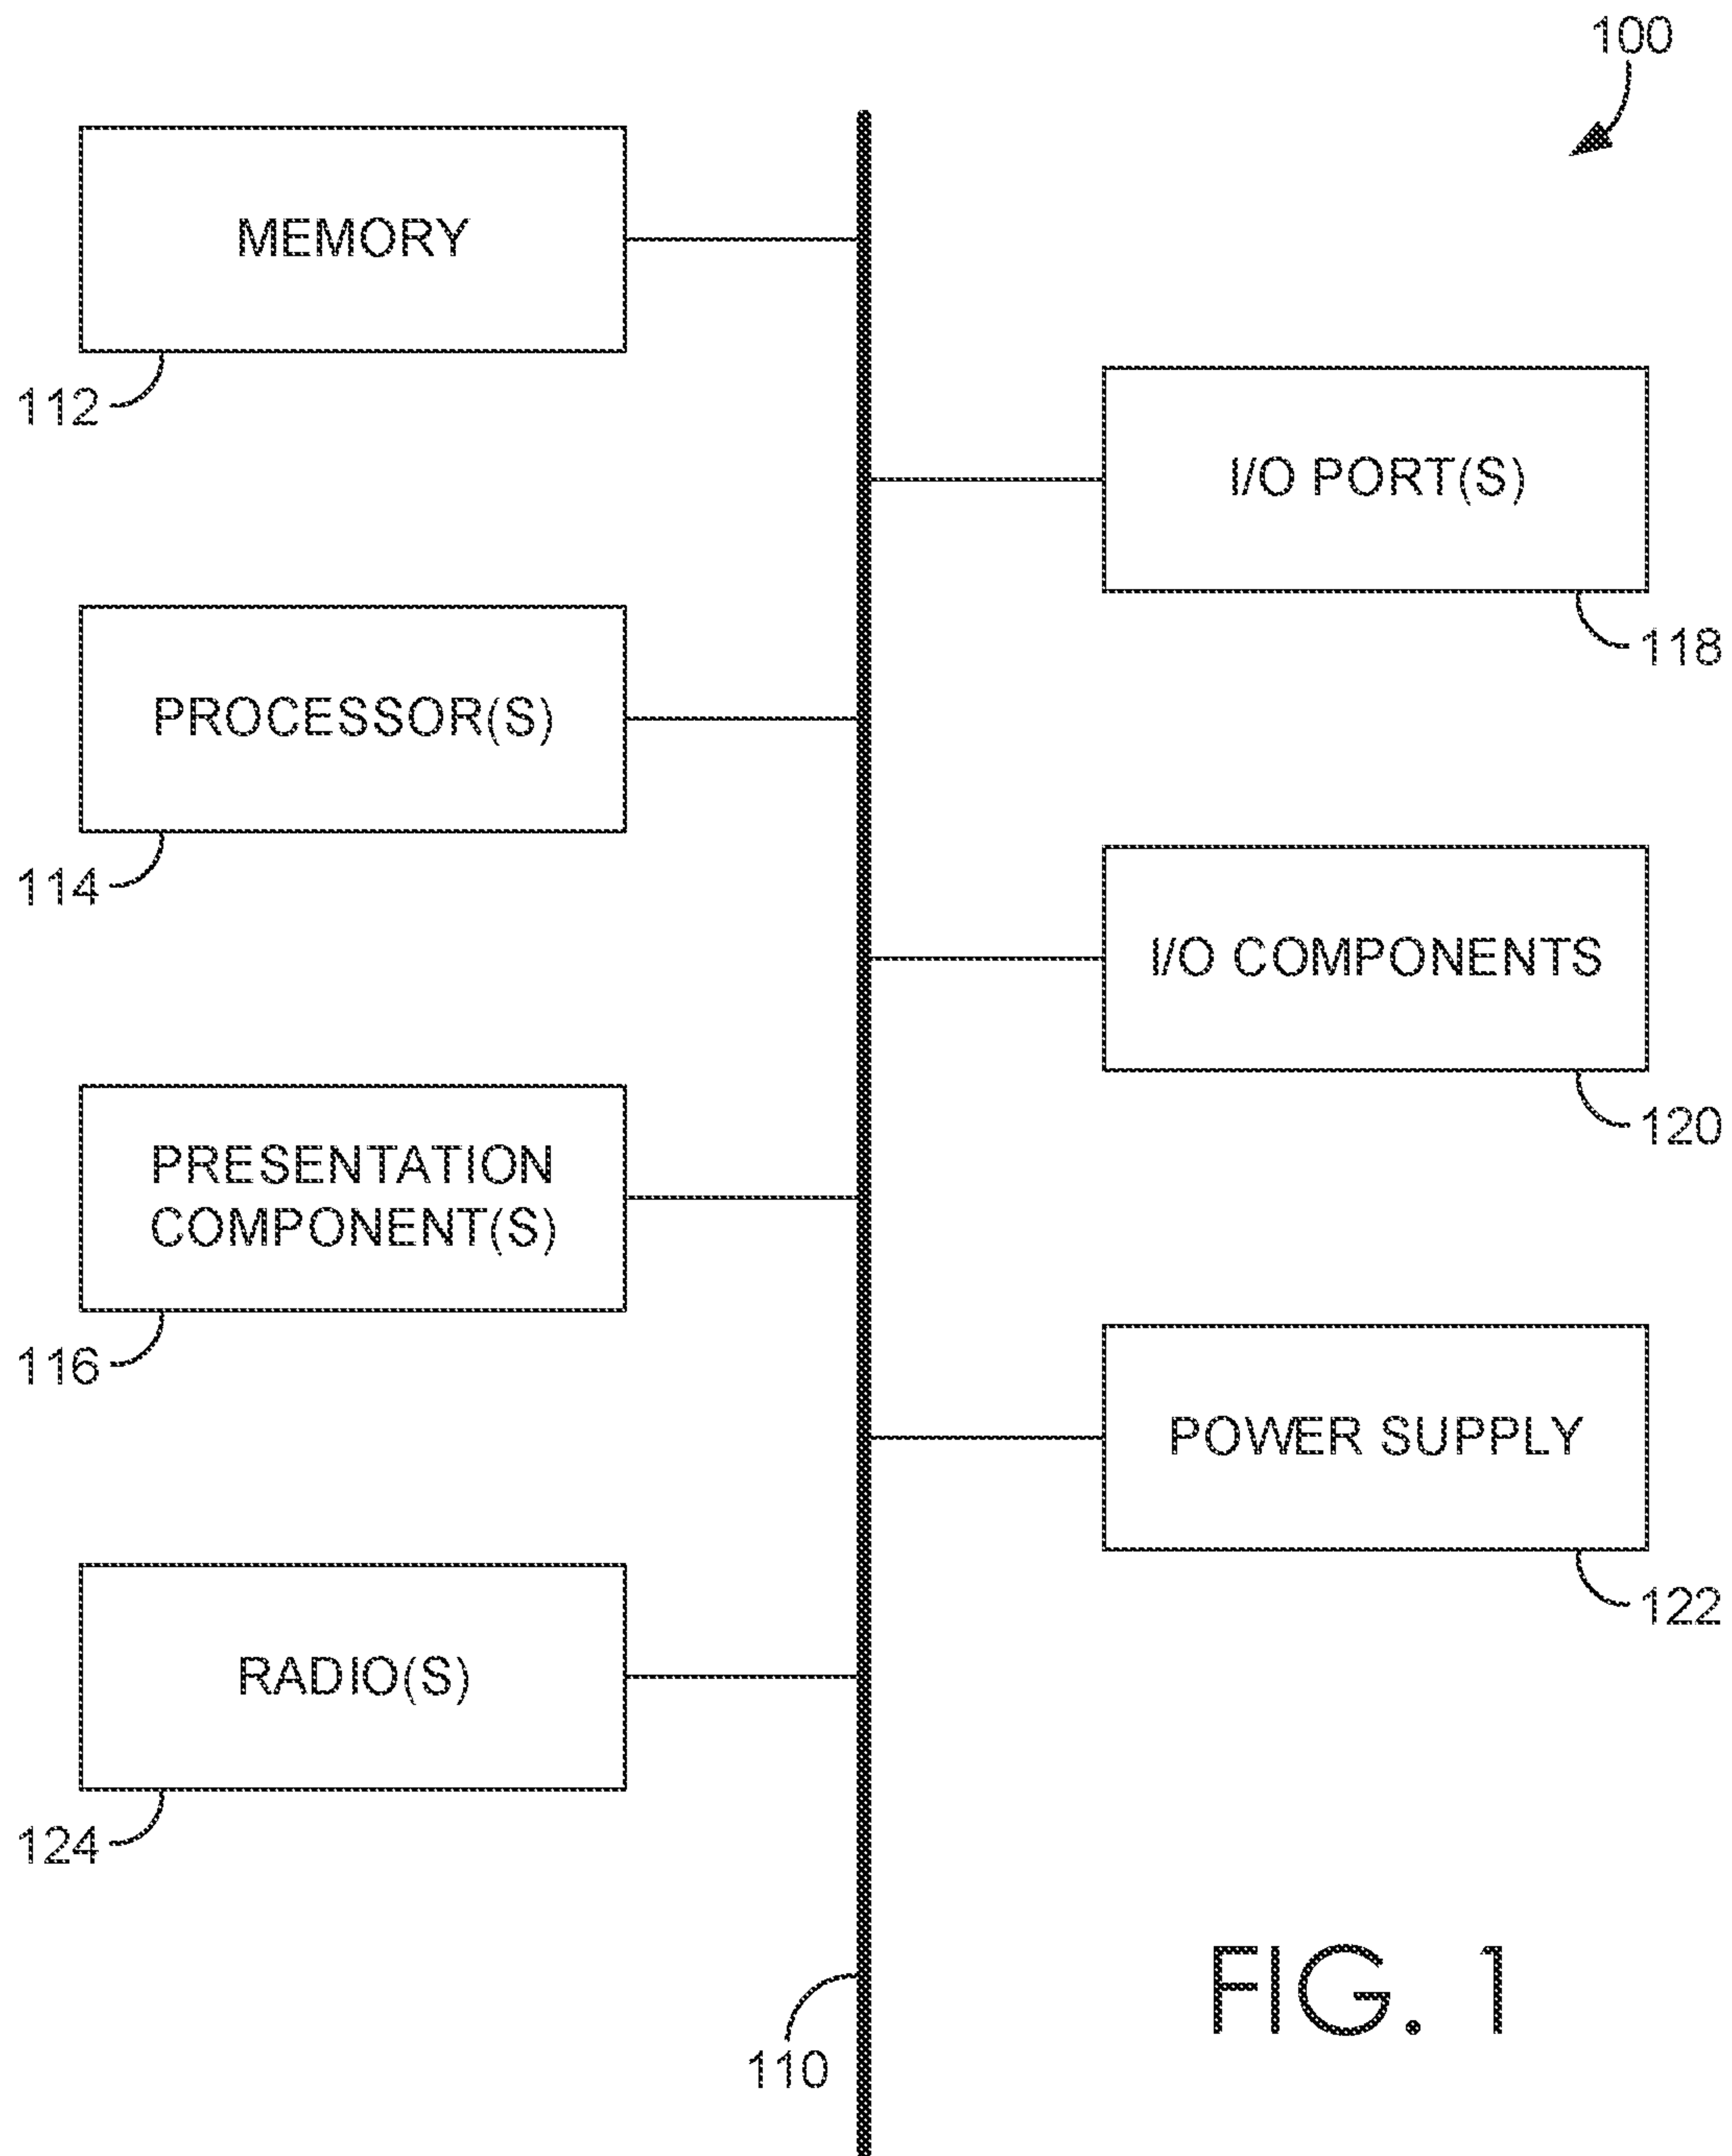 100
MEMORY
112
I/O PORT(S)
118
PROCESSOR(S)
114
I/O COMPONENTS
120
PRESENTATION
COMPONENT(S)
116
POWER SUPPLY
122
RADIO(S)
124
110
FIG. 1